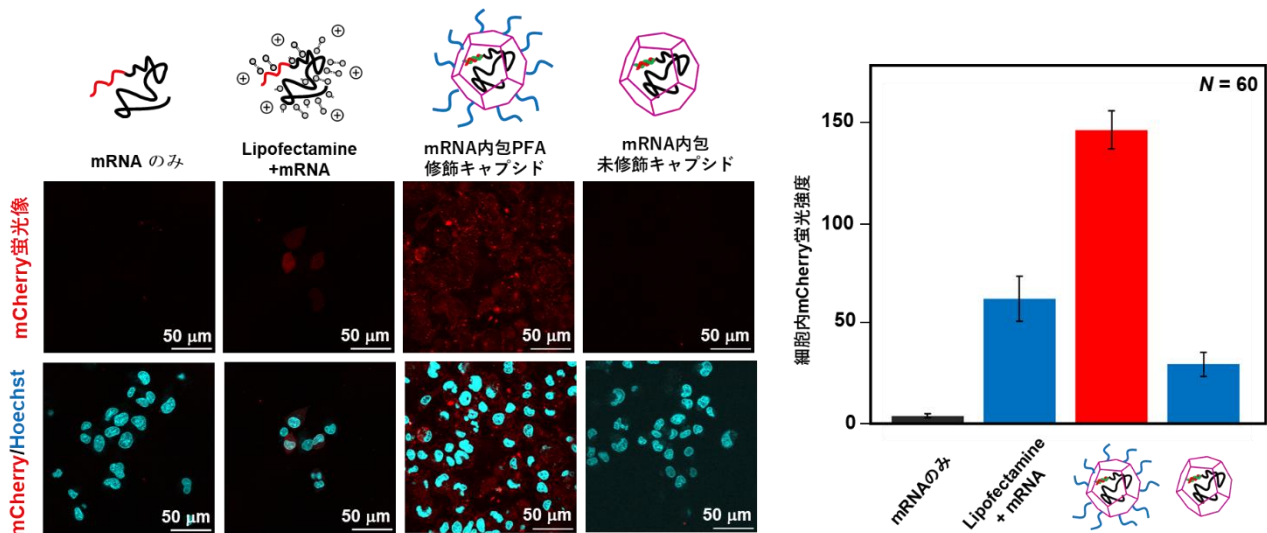 mRNA のみ
Lipofectamine
+mRNA
mRNA内包PFA
修飾キャプシド
mRNA内包
未修飾キャプシド
mCherry蛍光像
50 μm
50 μm
50 μm
50 μm
mCherry/Hoechst
50 μm
50 μm
50 μm
50 μm
N = 60
細胞内mCherry蛍光強度
150
100
50
0
mRNAのみ
Lipofectamine
+ mRNA